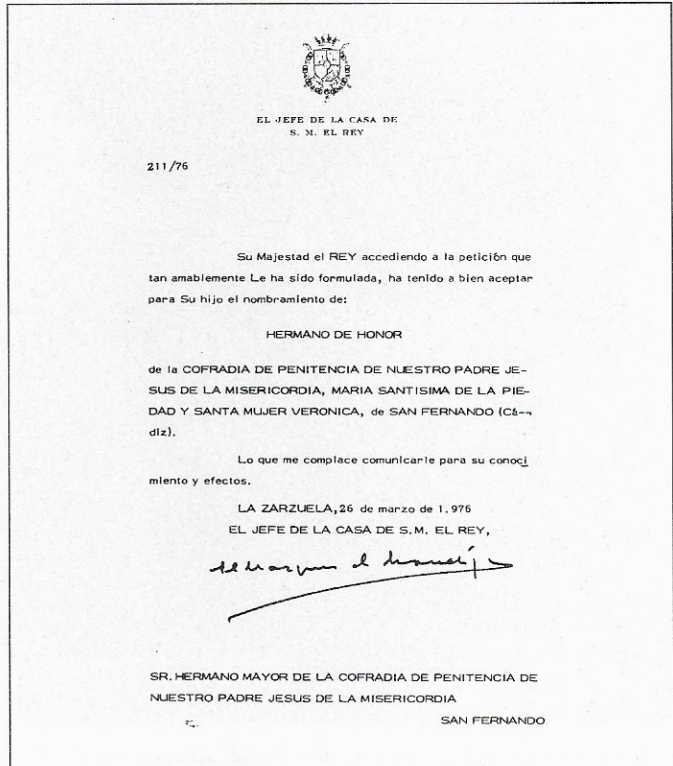 EL JEFE DE LA CASA DE
S. M. EL REY
211/76
Su Majestad el REY accediendo a la petición que
tan amablemente Le ha sido formulada, ha tenido a bien aceptar
para Su hijo el nombramiento de:
HERMANO DE HONOR
de la COFRADIA DE PENITENCIA DE NUESTRO PADRE JE-
SUS DE LA MISERICORDIA, MARIA SANTISIMA DE LA PIE-
DAD Y SANTA MUJER VERONICA, de SAN FERNANDO (Cá--
diz).
Lo que me complace comunicarle para su conoci
miento y efectos.
LA ZARZUELA,26 de marzo de 1.976
EL JEFE DE LA CASA DE S.M. EL REY,
SR. HERMANO MAYOR DE LA COFRADIA DE PENITENCIA DE
NUESTRO PADRE JESUS DE LA MISERICORDIA
SAN FERNANDO